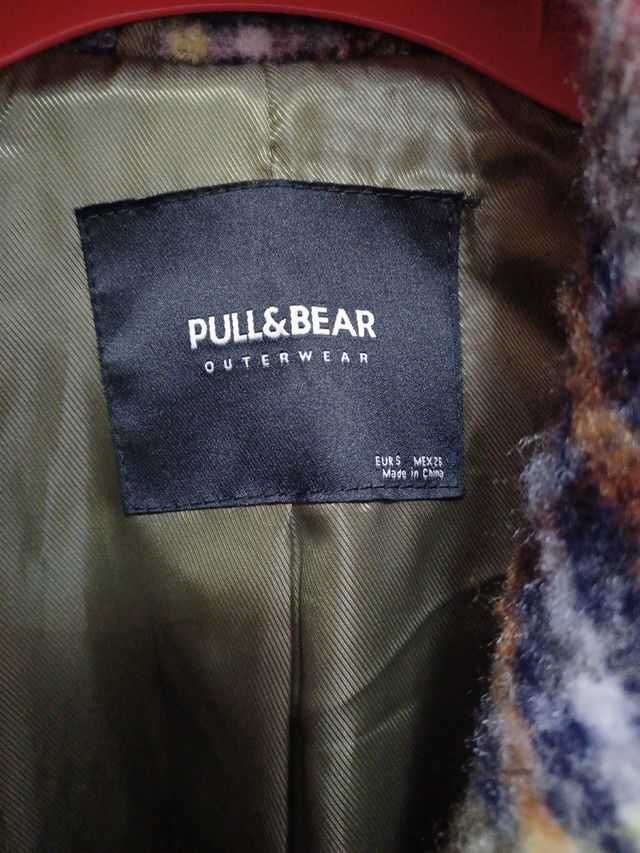 PULL&BEAR
OUTERWEAR
EUR S MEX 26
Made in China